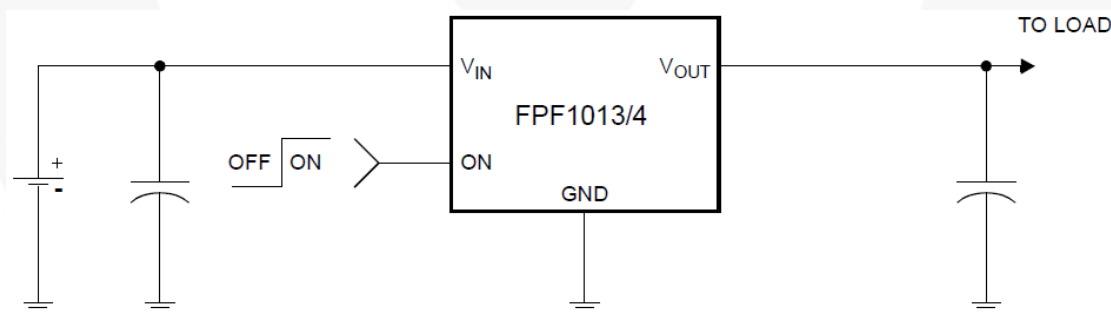 TO LOAD
VIN
VOUT
FPF1013/4
OFF ON
ON
GND
+
-